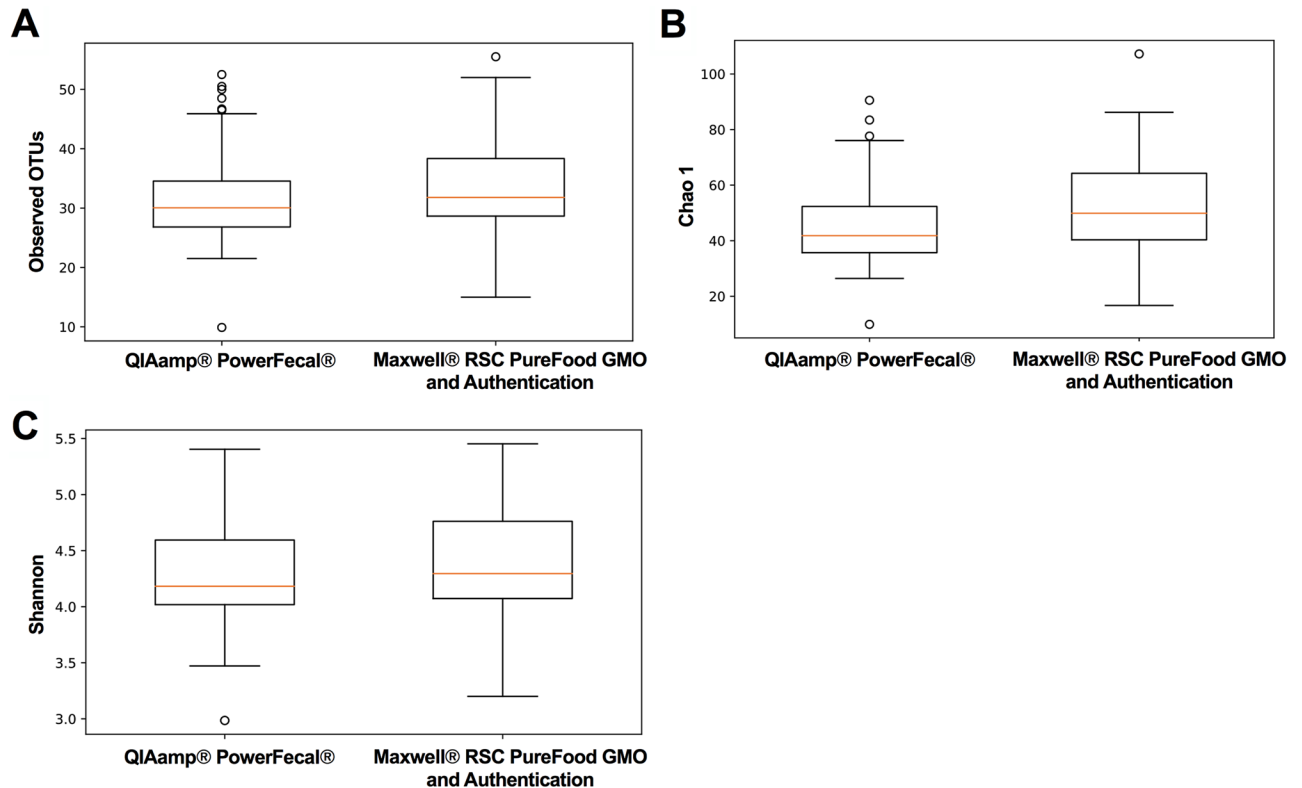 A
Observed OTUs
50
40
30
20
10
QIAamp® PowerFecal®
Maxwell® RSC PureFood GMO
and Authentication
B
Chao 1
100
80
60
40
20
QIAamp® PowerFecal®
Maxwell® RSC PureFood GMO
and Authentication
C
Shannon
5.5
5.0
4.5
4.0
3.5
3.0
QIAamp® PowerFecal®
Maxwell® RSC PureFood GMO
and Authentication